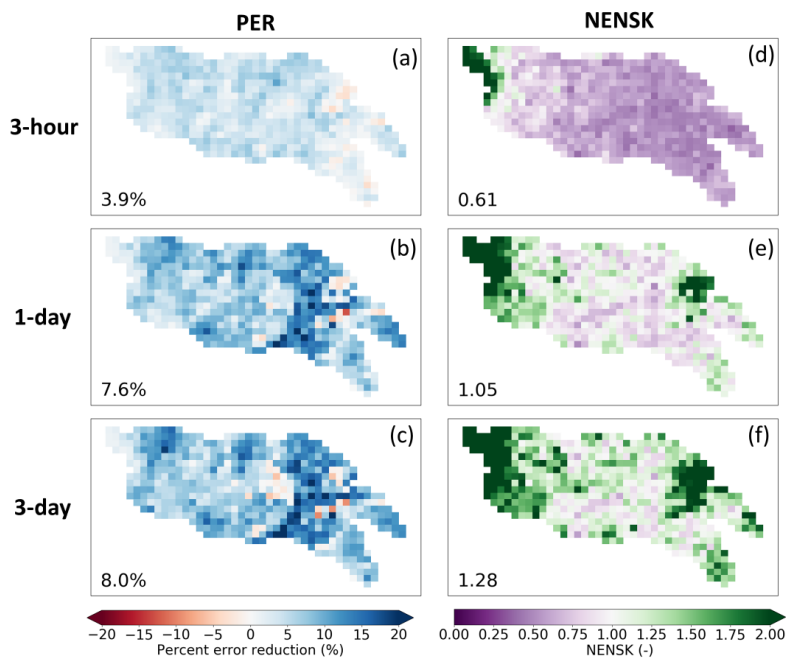 PER NENSK
3-hour
(a)
3.9%
(d)
0.61
1-day
(b)
7.6%
(e)
1.05
3-day
(c)
8.0%
(f)
1.28
−20 −15 −10 −5 0 5 10 15 20
Percent error reduction (%)
0.00 0.25 0.50 0.75 1.00 1.25 1.50 1.75 2.00
NENSK (-)